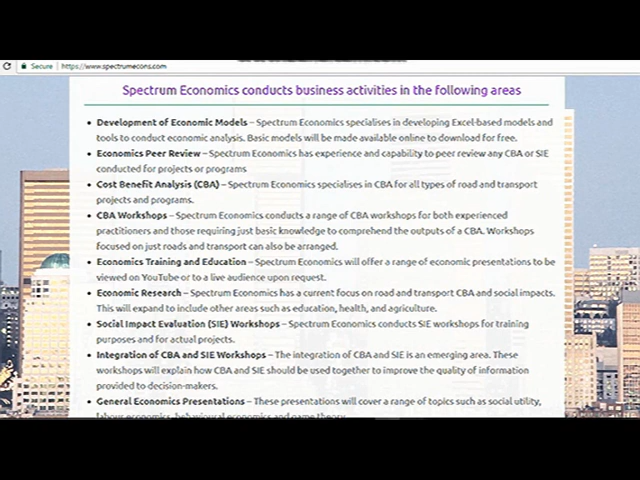 Secure https://www.spectrumecons.com
Spectrum Economics conducts business activities in the following areas
• Development of Economic Models – Spectrum Economics specialises in developing Excel-based models and
tools to conduct economic analysis. Basic models will be made available online to download for free.
• Economics Peer Review – Spectrum Economics has experience and capability to peer review any CBA or SIE
conducted for projects or programs
• Cost Benefit Analysis (CBA) – Spectrum Economics specialises in CBA for all types of road and transport
projects and programs.
• CBA Workshops – Spectrum Economics conducts a range of CBA workshops for both experienced
practitioners and those requiring just basic knowledge to comprehend the outputs of a CBA. Workshops
focused on just roads and transport can also be arranged.
• Economics Training and Education – Spectrum Economics will offer a range of economic presentations to be
viewed on YouTube or to a live audience upon request.
• Economic Research – Spectrum Economics has a current focus on road and transport CBA and social impacts.
This will expand to include other areas such as education, health, and agriculture.
• Social Impact Evaluation (SIE) Workshops – Spectrum Economics conducts SIE workshops for training
purposes and for actual projects.
• Integration of CBA and SIE Workshops – The integration of CBA and SIE is an emerging area. These
workshops will explain how CBA and SIE should be used together to improve the quality of information
provided to decision-makers.
• General Economics Presentations – These presentations will cover a range of topics such as social utility,
labour economics, behavioural economics and game theory.